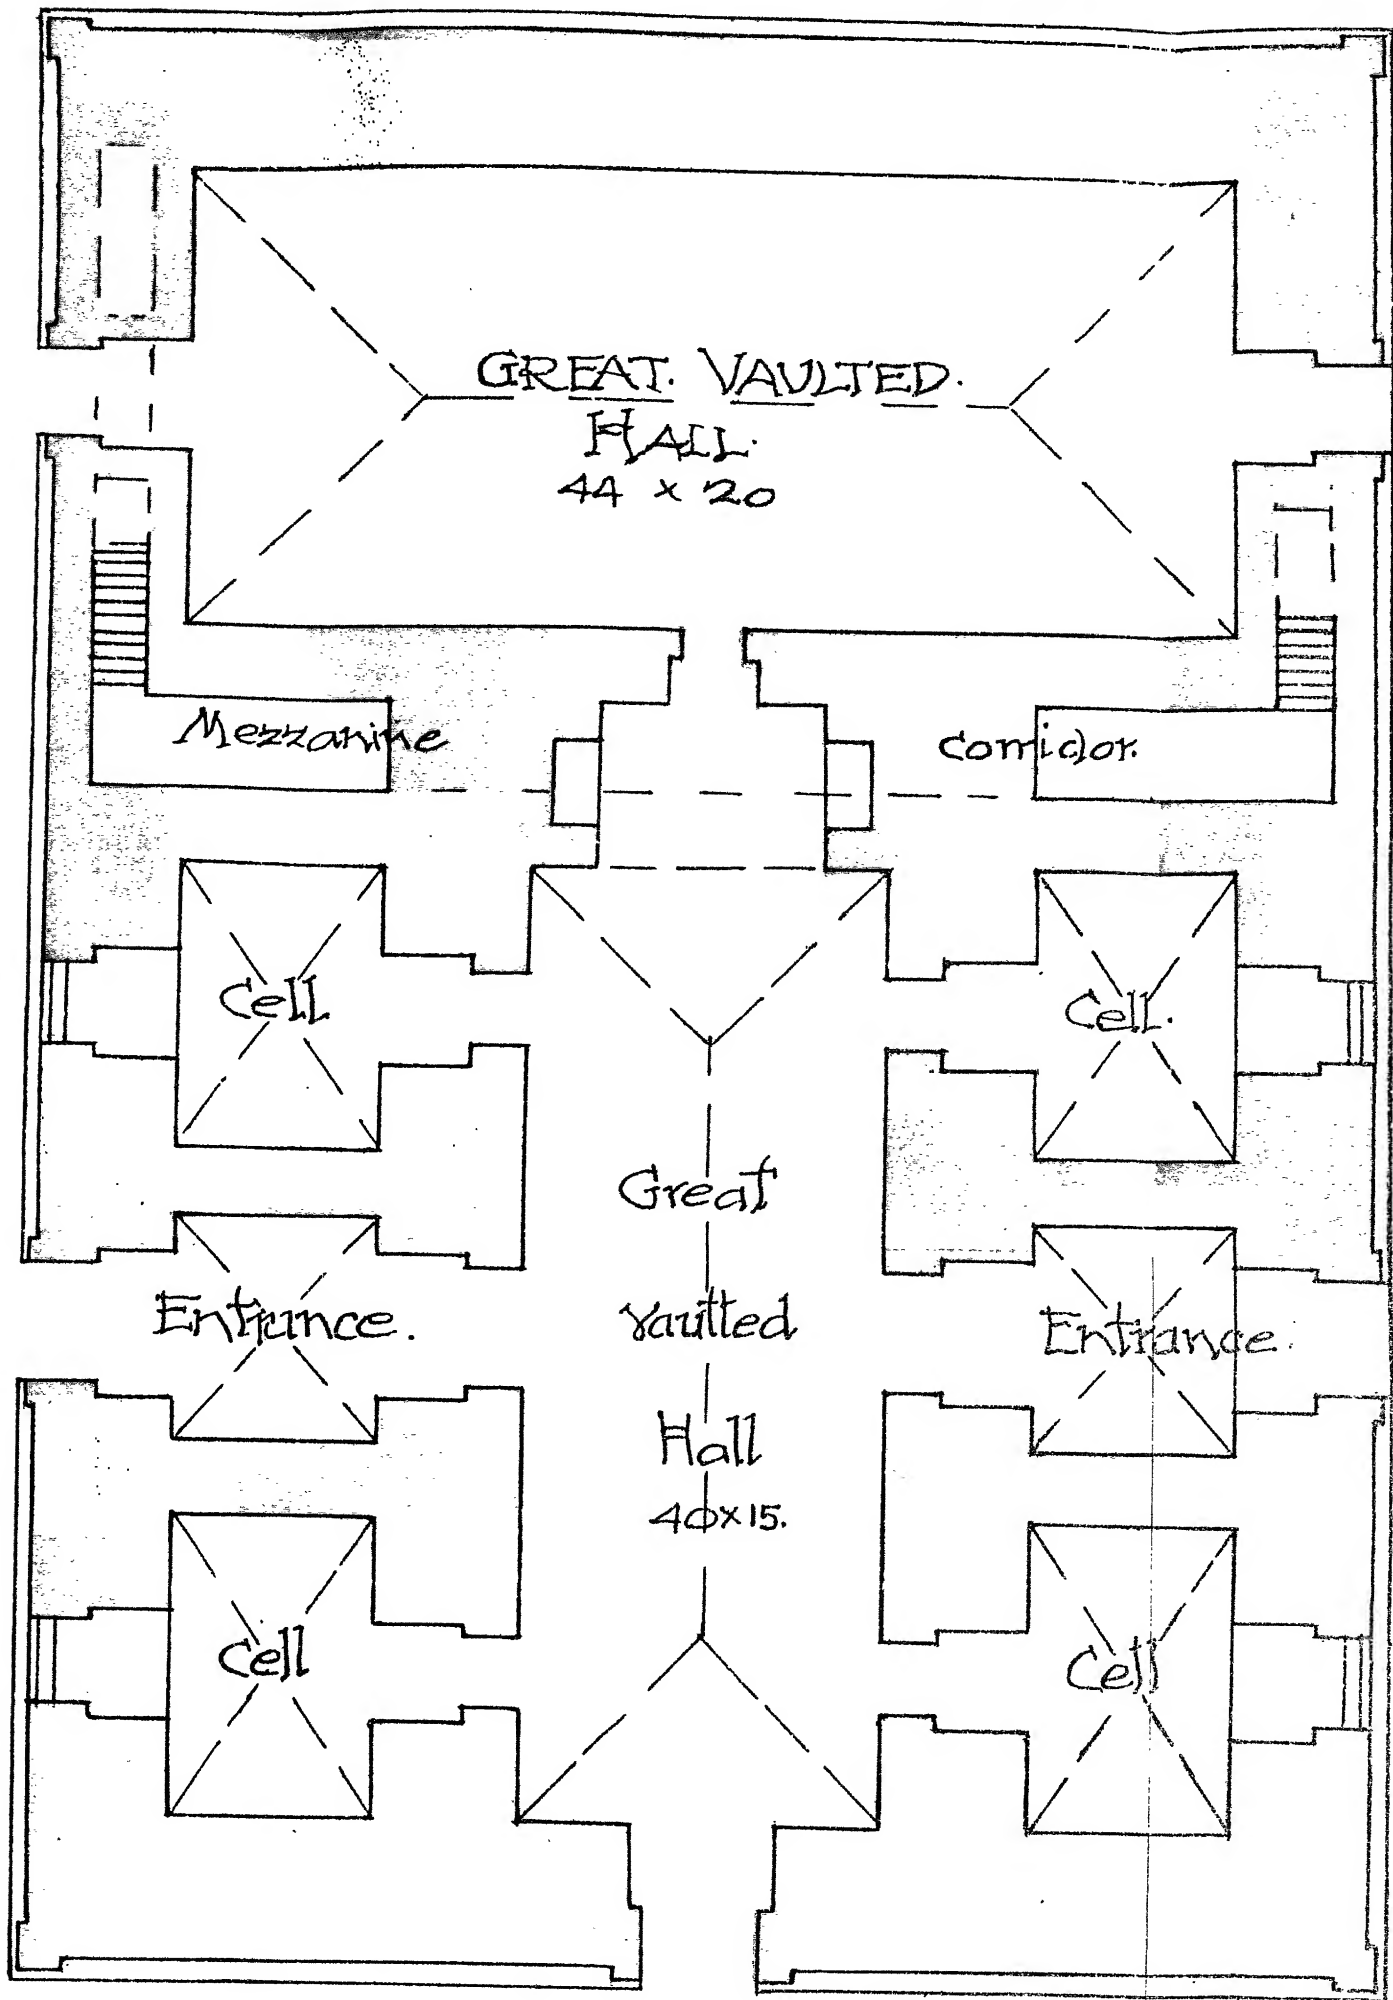 GREAT. VAULTED.
HALL.
44 x 20
Mezzanine corridor.
Cell
Cell.
Great
Entrance.
vaulted
Entrance.
Hall
40x15.
Cell
Cell